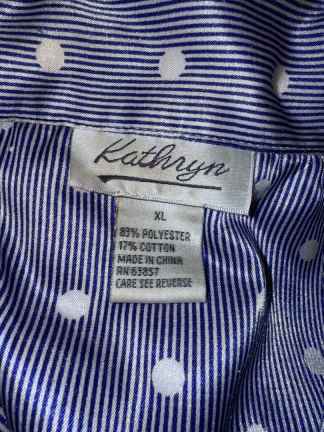 Kathryn
XL
83% POLYESTER
17% COTTON
MADE IN CHINA
RN 63857
CARE SEE REVERSE